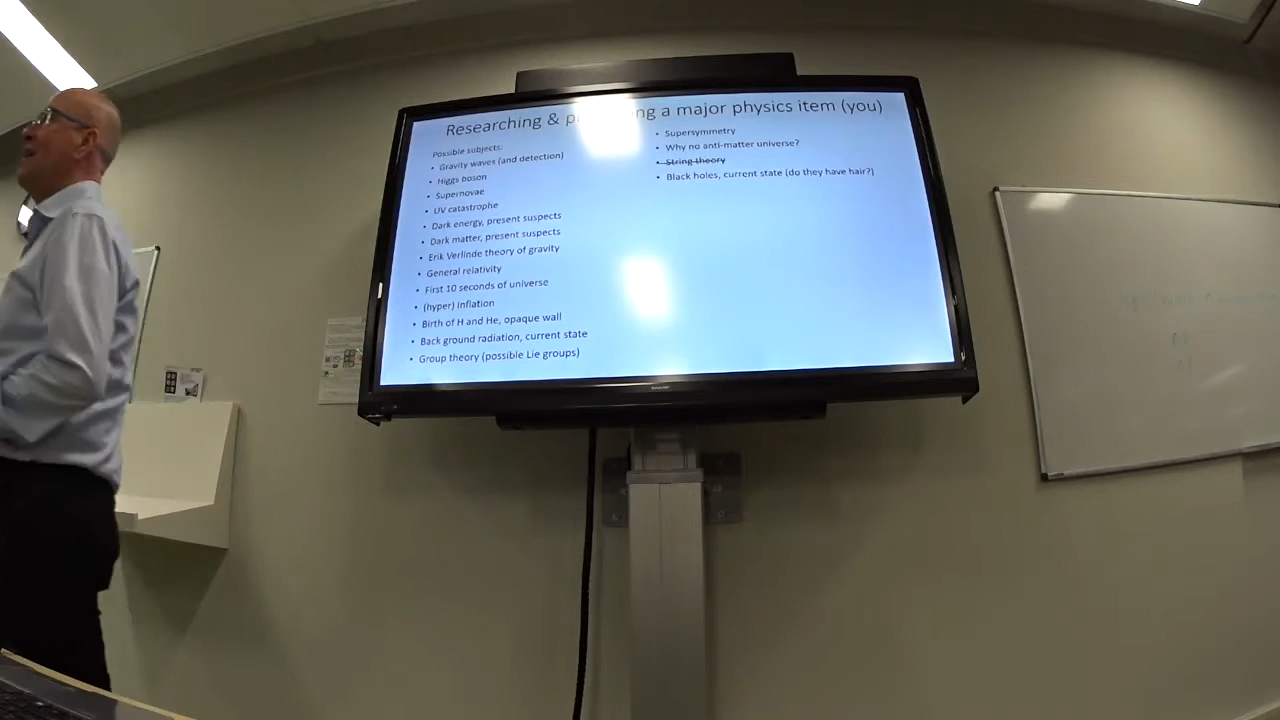 Researching & a major physics item (you)
Possible subjects:
• Gravity waves (and detection)
• Higgs boson
• Supernovae
• UV catastrophe
• Dark energy, present suspects
• Dark matter, present suspects
• Erik Verlinde theory of gravity
• General relativity
• First 10 seconds of universe
• (hyper) inflation
• Birth of H and He, opaque wall
• Back ground radiation, current state
• Group theory (possible Lie groups)
• Supersymmetry
• Why no anti-matter universe?
• String theory
• Black holes, current state (do they have hair?)